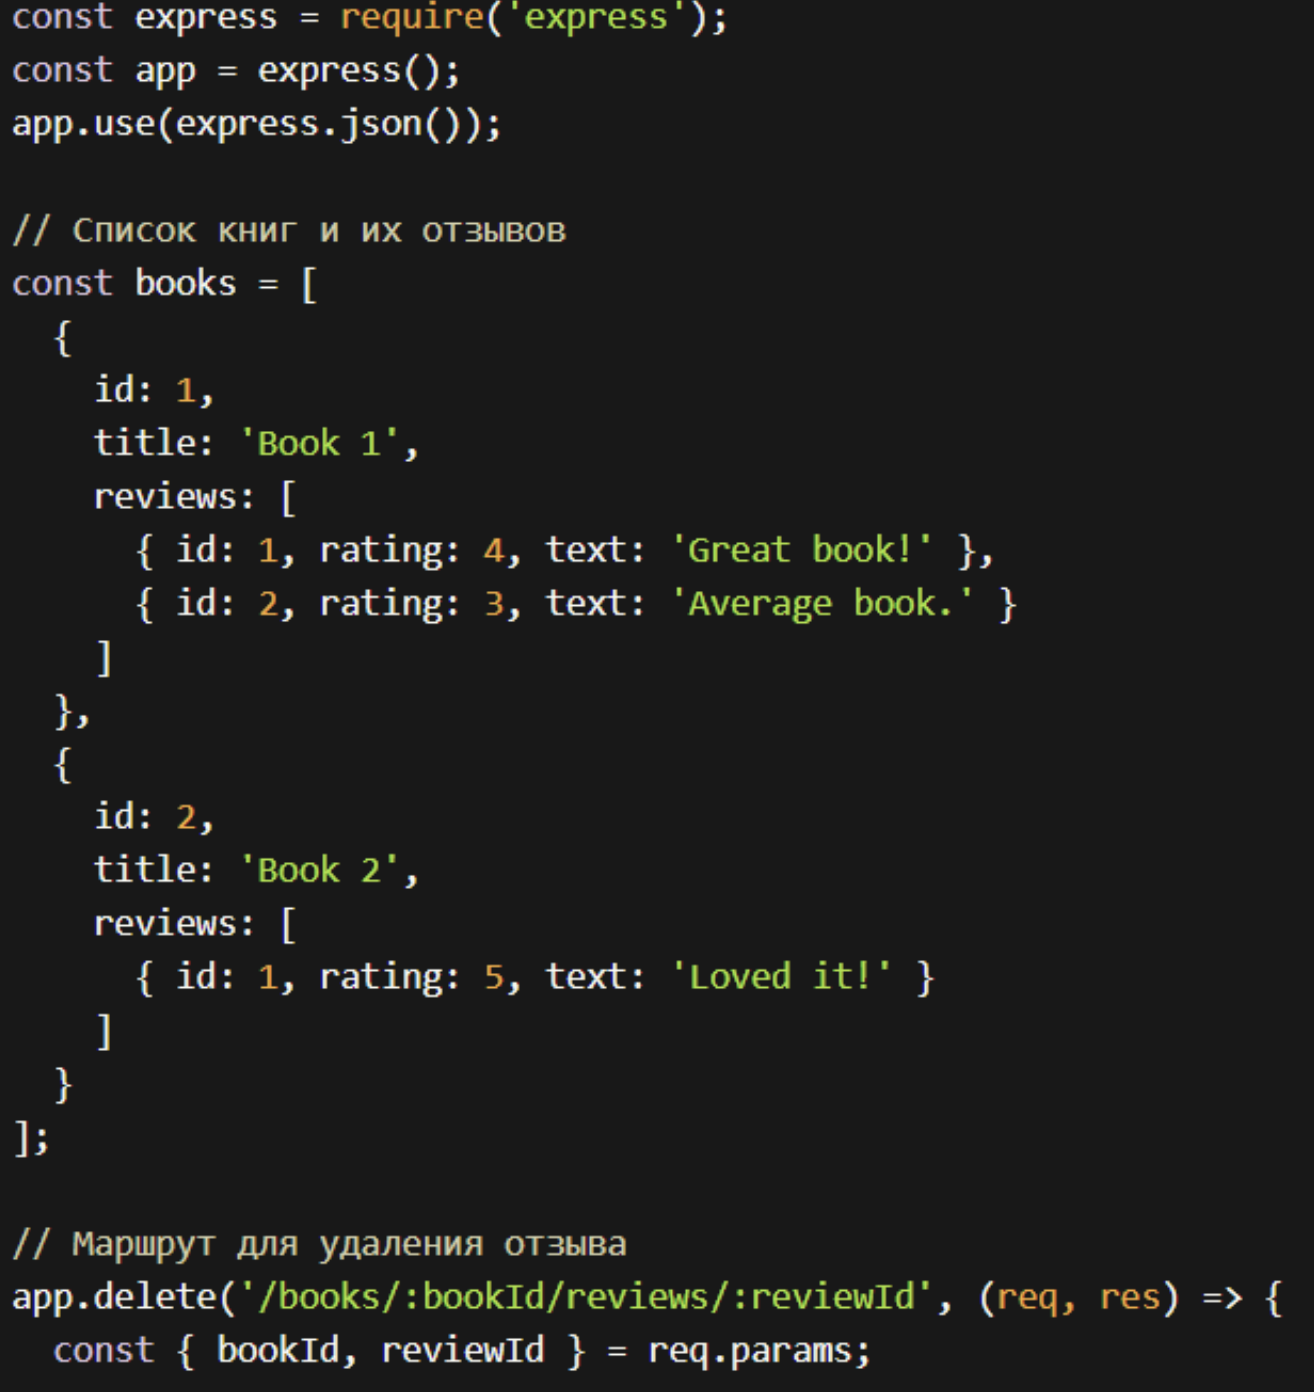 const express = require('express');
const app = express();
app.use(express.json());

// Список книг и их отзывов
const books = [
  {
    id: 1,
    title: 'Book 1',
    reviews: [
      { id: 1, rating: 4, text: 'Great book!' },
      { id: 2, rating: 3, text: 'Average book.' }
    ]
  },
  {
    id: 2,
    title: 'Book 2',
    reviews: [
      { id: 1, rating: 5, text: 'Loved it!' }
    ]
  }
];

// Маршрут для удаления отзыва
app.delete('/books/:bookId/reviews/:reviewId', (req, res) => {
  const { bookId, reviewId } = req.params;